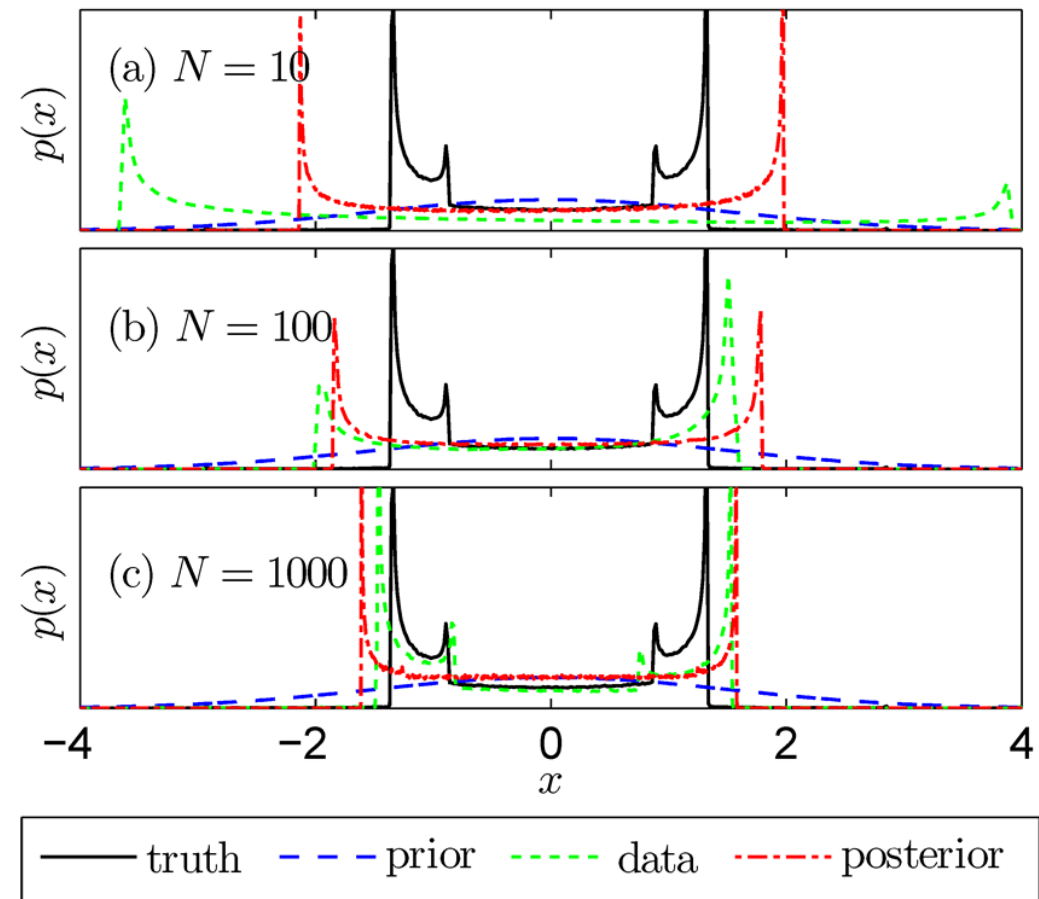 (a) N = 10
p(x)
(b) N = 100
p(x)
(c) N = 1000
p(x)
−4 −2 0 2 4
x
truth prior data posterior